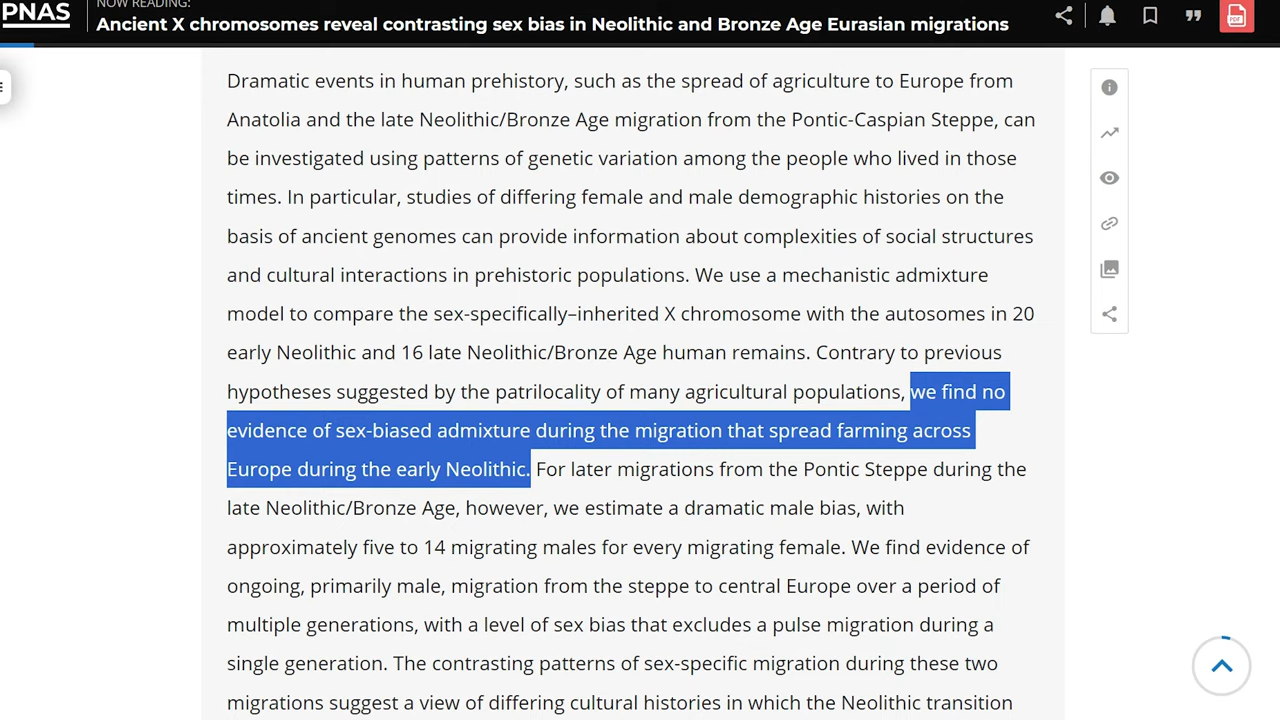 NOW READING:
PNAS
Ancient X chromosomes reveal contrasting sex bias in Neolithic and Bronze Age Eurasian migrations
PDF
Dramatic events in human prehistory, such as the spread of agriculture to Europe from
Anatolia and the late Neolithic/Bronze Age migration from the Pontic-Caspian Steppe, can
be investigated using patterns of genetic variation among the people who lived in those
times. In particular, studies of differing female and male demographic histories on the
basis of ancient genomes can provide information about complexities of social structures
and cultural interactions in prehistoric populations. We use a mechanistic admixture
model to compare the sex-specifically–inherited X chromosome with the autosomes in 20
early Neolithic and 16 late Neolithic/Bronze Age human remains. Contrary to previous
hypotheses suggested by the patrilocality of many agricultural populations, we find no
evidence of sex-biased admixture during the migration that spread farming across
Europe during the early Neolithic. For later migrations from the Pontic Steppe during the
late Neolithic/Bronze Age, however, we estimate a dramatic male bias, with
approximately five to 14 migrating males for every migrating female. We find evidence of
ongoing, primarily male, migration from the steppe to central Europe over a period of
multiple generations, with a level of sex bias that excludes a pulse migration during a
single generation. The contrasting patterns of sex-specific migration during these two
migrations suggest a view of differing cultural histories in which the Neolithic transition